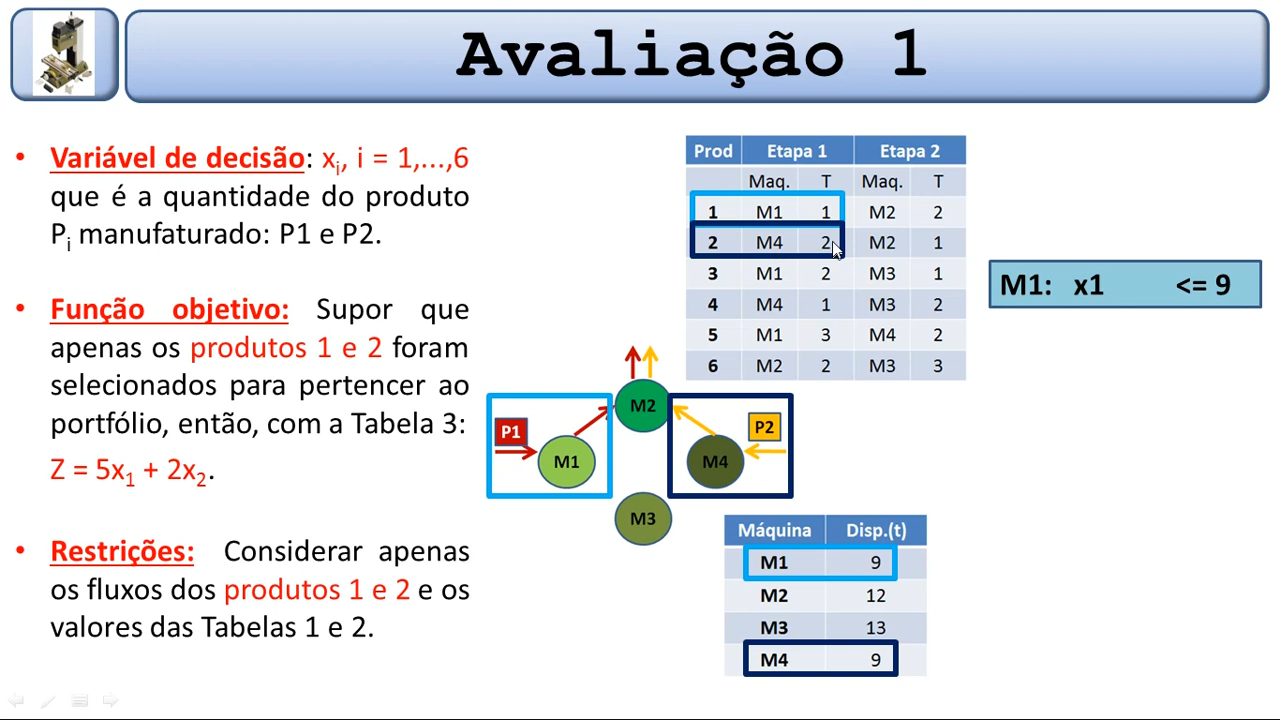 Avaliação 1
• Variável de decisão: xi, i = 1,...,6
que é a quantidade do produto
Pi manufaturado: P1 e P2.
• Função objetivo: Supor que
apenas os produtos 1 e 2 foram
selecionados para pertencer ao
portfólio, então, com a Tabela 3:
Z = 5x1 + 2x2.
• Restrições: Considerar apenas
os fluxos dos produtos 1 e 2 e os
valores das Tabelas 1 e 2.
Prod Etapa 1 Etapa 2
Maq. T Maq. T
1 M1 1 M2 2
2 M4 2 M2 1
3 M1 2 M3 1
4 M4 1 M3 2
5 M1 3 M4 2
6 M2 2 M3 3
M1: x1 <= 9
M2
P1
P2
M1
M4
M3
Máquina Disp.(t)
M1 9
M2 12
M3 13
M4 9